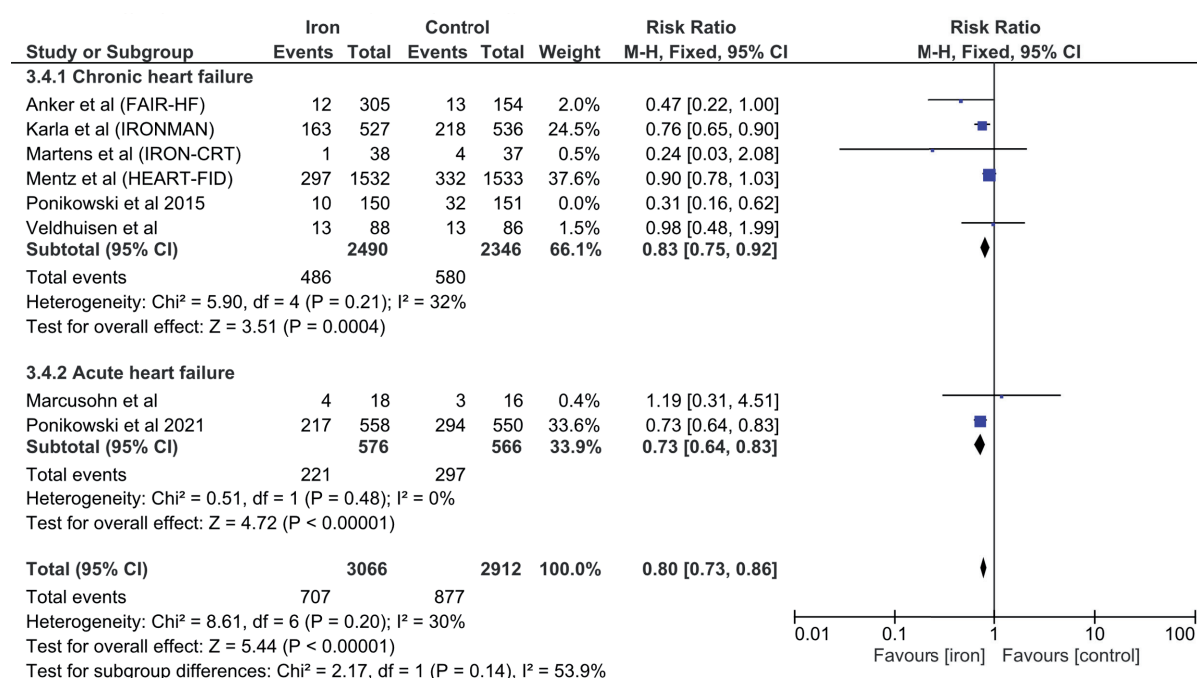 Iron Control Risk Ratio Risk Ratio
Study or Subgroup Events Total Events Total Weight M-H, Fixed, 95% CI M-H, Fixed, 95% CI
3.4.1 Chronic heart failure
Anker et al (FAIR-HF) 12 305 13 154 2.0% 0.47 [0.22, 1.00]
Karla et al (IRONMAN) 163 527 218 536 24.5% 0.76 [0.65, 0.90]
Martens et al (IRON-CRT) 1 38 4 37 0.5% 0.24 [0.03, 2.08]
Mentz et al (HEART-FID) 297 1532 332 1533 37.6% 0.90 [0.78, 1.03]
Ponikowski et al 2015 10 150 32 151 0.0% 0.31 [0.16, 0.62]
Veldhuisen et al 13 88 13 86 1.5% 0.98 [0.48, 1.99]
Subtotal (95% CI) 2490 2346 66.1% 0.83 [0.75, 0.92]
Total events 486 580
Heterogeneity: Chi² = 5.90, df = 4 (P = 0.21); I² = 32%
Test for overall effect: Z = 3.51 (P = 0.0004)
3.4.2 Acute heart failure
Marcusohn et al 4 18 3 16 0.4% 1.19 [0.31, 4.51]
Ponikowski et al 2021 217 558 294 550 33.6% 0.73 [0.64, 0.83]
Subtotal (95% CI) 576 566 33.9% 0.73 [0.64, 0.83]
Total events 221 297
Heterogeneity: Chi² = 0.51, df = 1 (P = 0.48); I² = 0%
Test for overall effect: Z = 4.72 (P < 0.00001)
Total (95% CI) 3066 2912 100.0% 0.80 [0.73, 0.86]
Total events 707 877
Heterogeneity: Chi² = 8.61, df = 6 (P = 0.20); I² = 30%
Test for overall effect: Z = 5.44 (P < 0.00001)
Test for subgroup differences: Chi² = 2.17, df = 1 (P = 0.14), I² = 53.9%
0.01 0.1 1 10 100
Favours [iron] Favours [control]